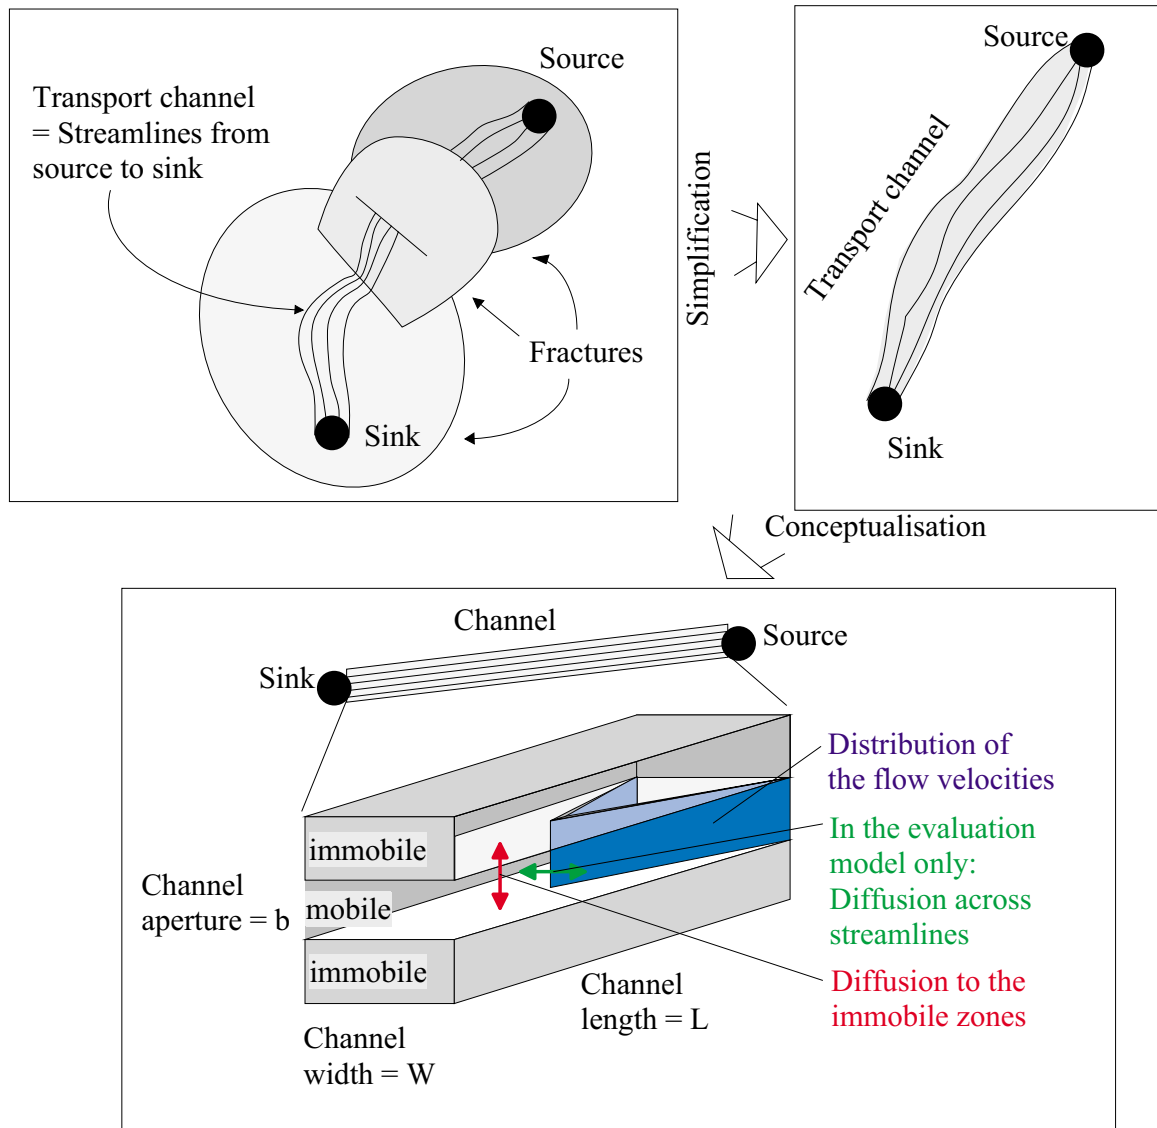 Source
Transport channel
= Streamlines from
source to sink
Fractures
Sink
Simplification
Source
Transport channel
Sink
Conceptualisation
Channel
Source
Sink
Distribution of
the flow velocities
immobile
In the evaluation
model only:
Diffusion across
streamlines
Channel
aperture = b
mobile
immobile
Diffusion to the
immobile zones
Channel
length = L
Channel
width = W